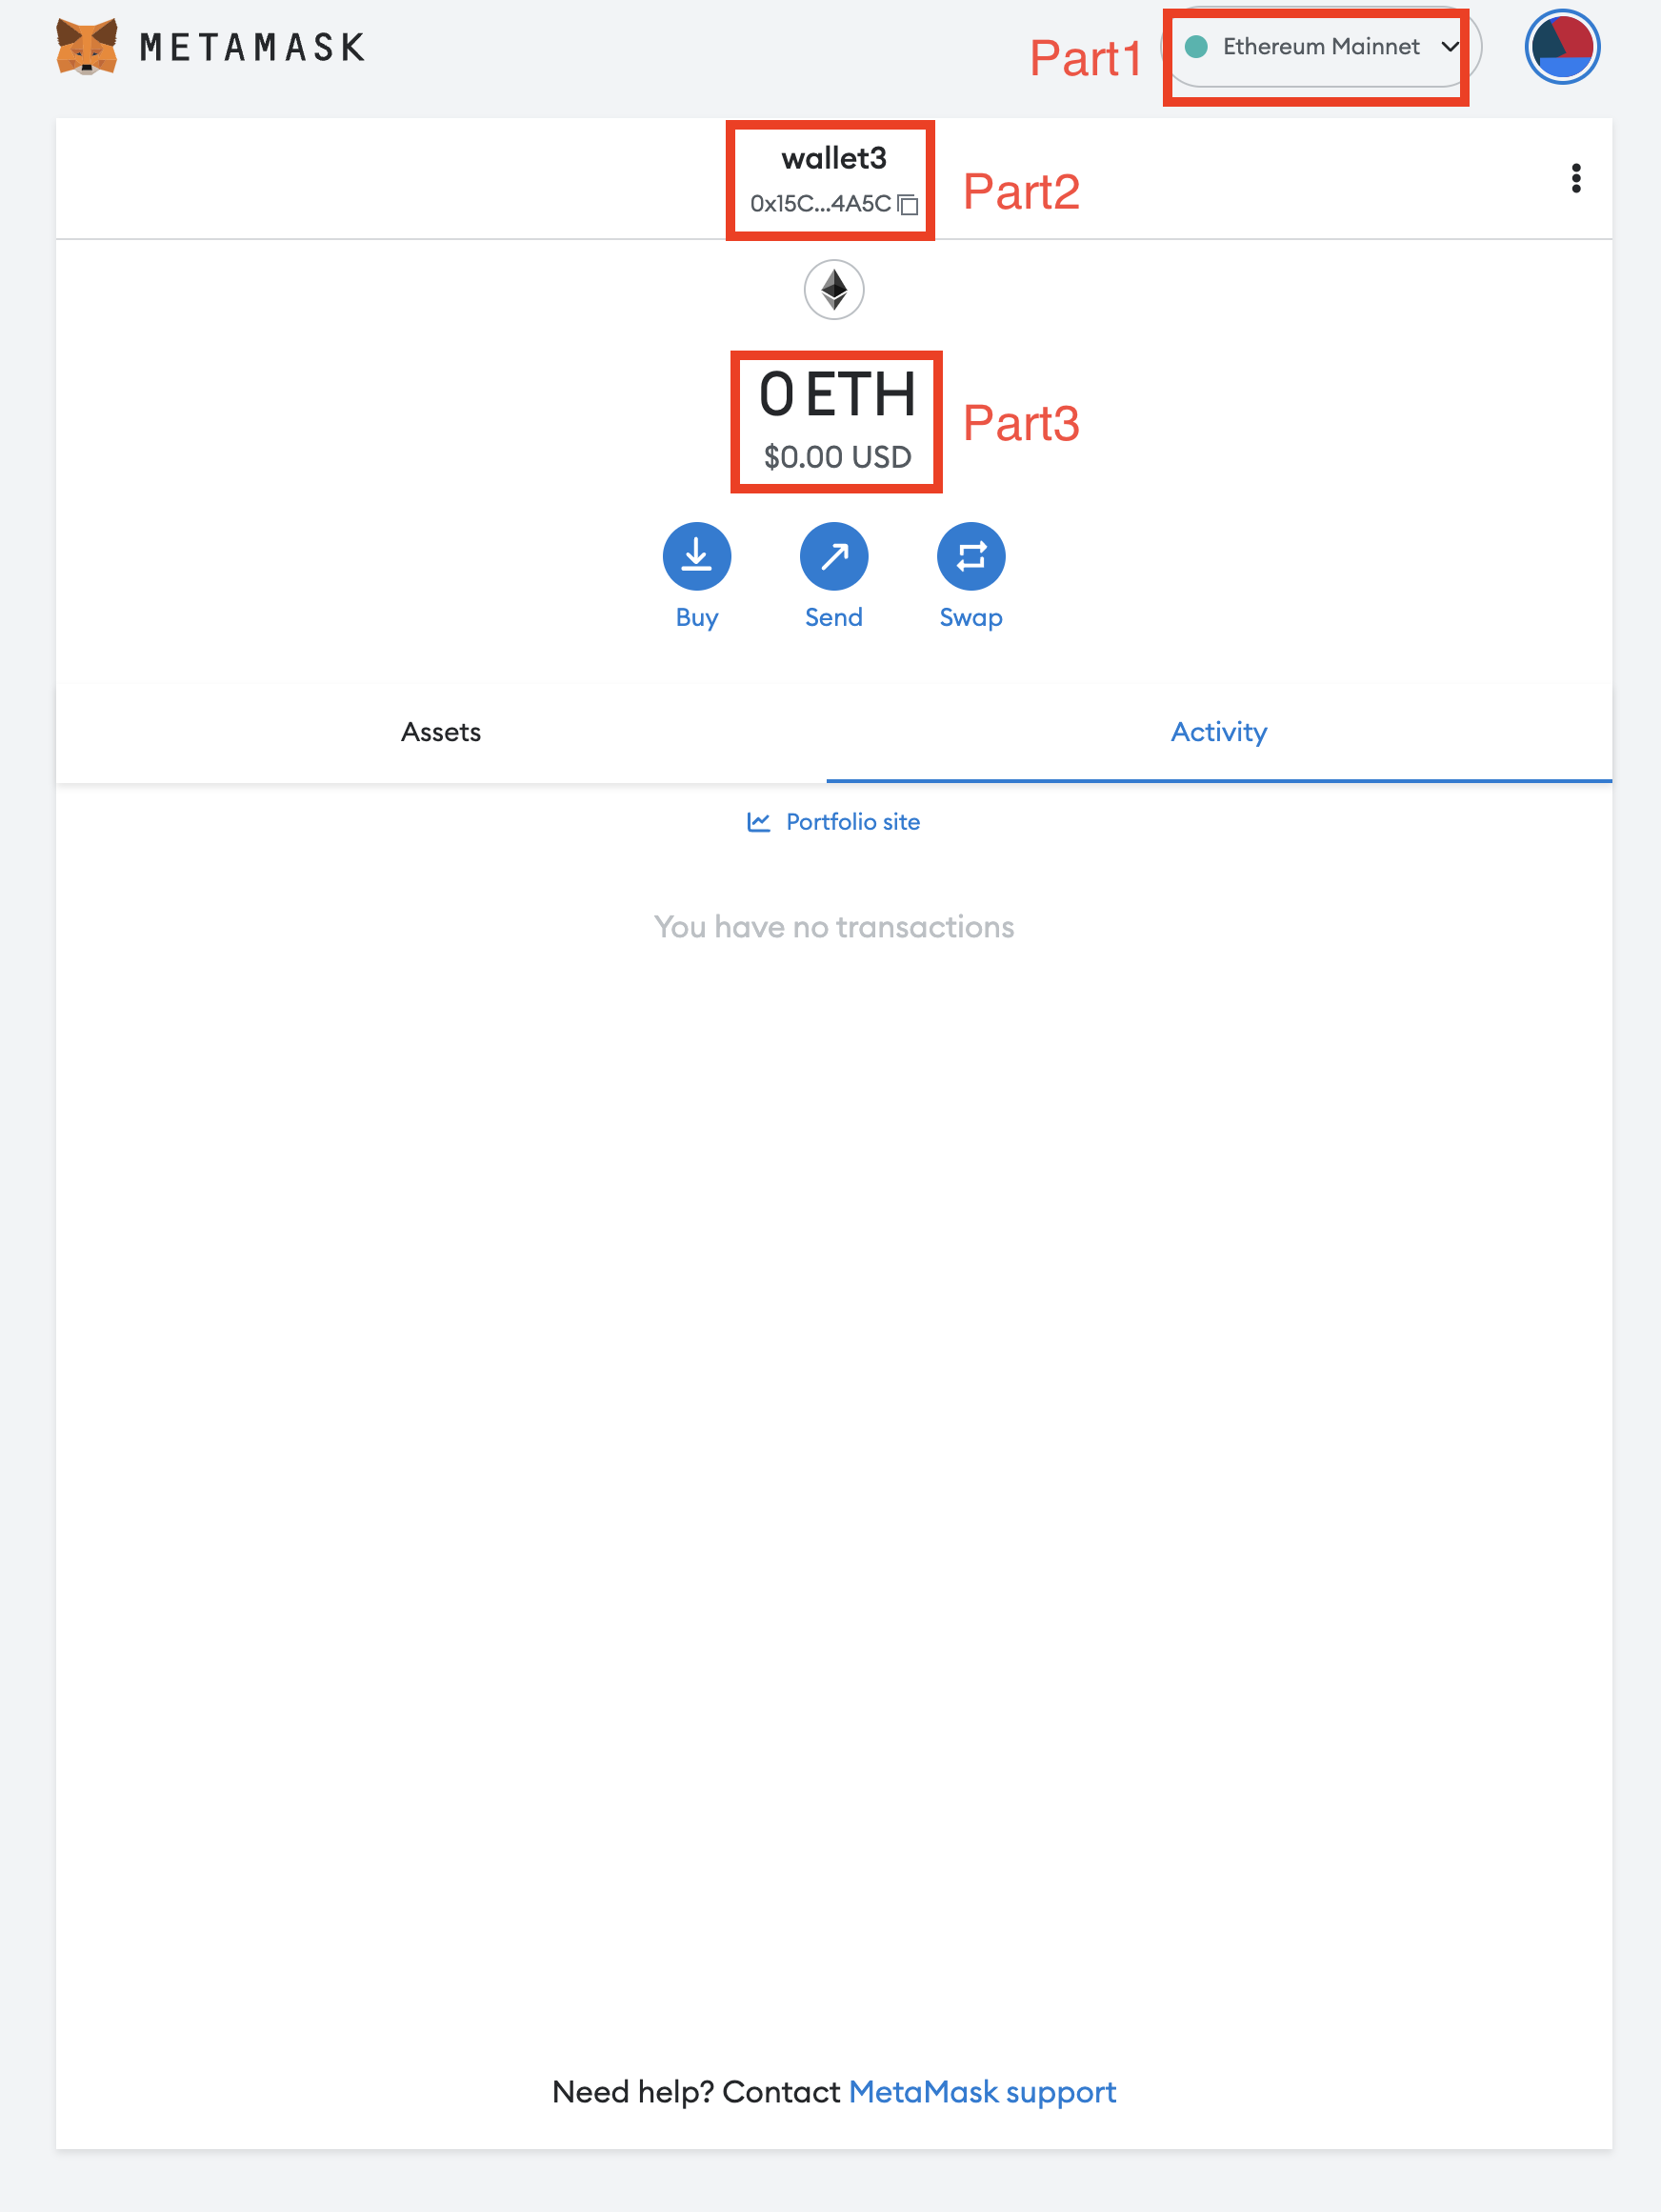 METAMASK
Part1
Ethereum Mainnet
wallet3
0x15C...4A5C
Part2
0 ETH
$0.00 USD
Part3
Buy
Send
Swap
Assets
Activity
Portfolio site
You have no transactions
Need help? Contact MetaMask support